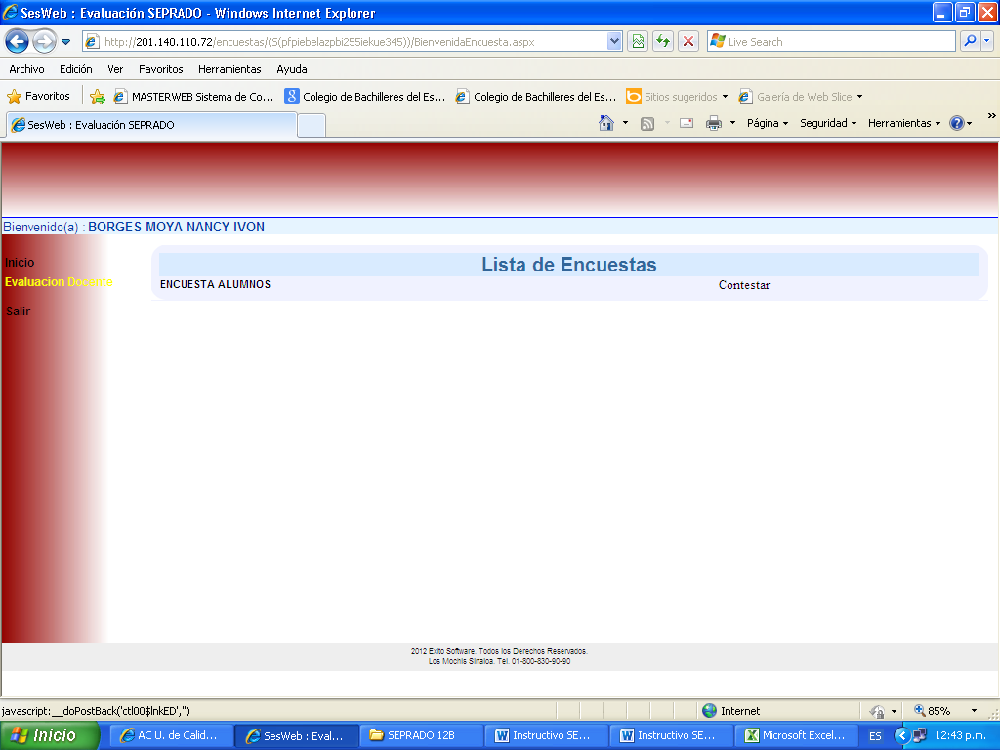 SesWeb : Evaluación SEPRADO - Windows Internet Explorer
http://201.140.110.72/encuestas/(S(pfpiebelazpbi255iekue345))/BienvenidaEncuesta.aspx
Live Search
Archivo Edición Ver Favoritos Herramientas Ayuda
Favoritos MASTERWEB Sistema de Co... Colegio de Bachilleres del Es... Colegio de Bachilleres del Es... Sitios sugeridos Galería de Web Slice
SesWeb : Evaluación SEPRADO
Página Seguridad Herramientas »
Bienvenido(a) : BORGES MOYA NANCY IVON
Inicio
Evaluacion Docente
Salir
Lista de Encuestas
ENCUESTA ALUMNOS Contestar
2012 Exito Software. Todos los Derechos Reservados.
Los Mochis Sinaloa. Tel. 01-800-830-90-90
javascript:__doPostBack('ctl00$lnkED','') Internet 85%
Inicio AC U. de Calid... SesWeb : Eval... SEPRADO 12B Instructivo SE... Instructivo SE... Microsoft Excel... ES 12:43 p.m.